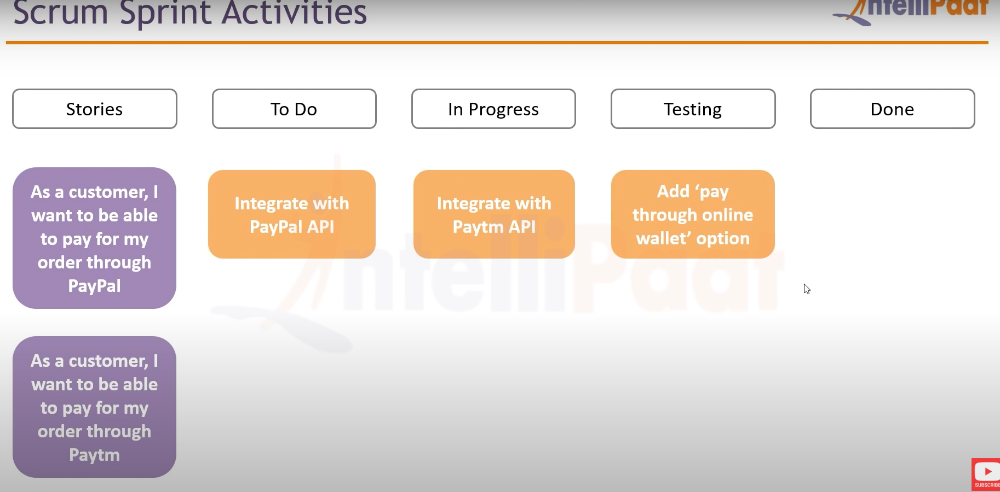 Scrum Sprint Activities
IntelliPaat
Stories
To Do
In Progress
Testing
Done
As a customer, I
want to be able
to pay for my
order through
PayPal
Integrate with
PayPal API
Integrate with
Paytm API
Add ‘pay
through online
wallet’ option
As a customer, I
want to be able
to pay for my
order through
Paytm
IntelliPaat
SUBSCRIBE